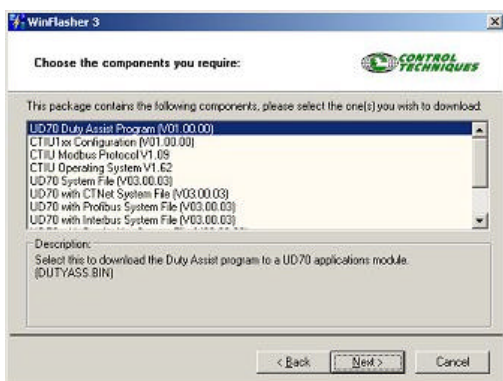 WinFlasher 3
Choose the components you require:
CONTROL
TECHNIQUES
This package contains the following components, please select the one(s) you wish to download:
UD70 Duty Assist Program (V01.00.00)
CTIU1xx Configuration (V01.00.00)
CTIU Modbus Protocol V1.09
CTIU Operating System V1.62
UD70 System File (V03.00.03)
UD70 with CTNet System File (V03.00.03)
UD70 with Profibus System File (V03.00.03)
UD70 with Interbus System File (V03.00.03)
Description:
Select this to download the Duty Assist program to a UD70 applications module.
(DUTYASS.BIN)
< Back
Next >
Cancel